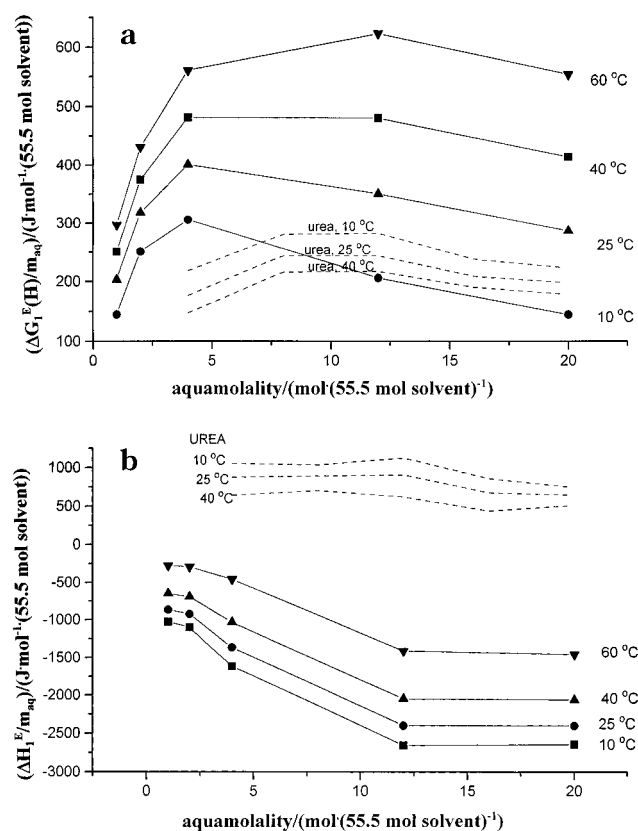 a
(ΔG₁ᴱ(H)/m_aq)/(J·mol⁻¹·(55.5 mol solvent))
600
500
400
300
200
100
60 °C
40 °C
25 °C
10 °C
urea, 10 °C
urea, 25 °C
urea, 40 °C
0
5
10
15
20
aquamolality/(mol·(55.5 mol solvent)⁻¹)
b
(ΔH₁ᴱ/m_aq)/(J·mol⁻¹·(55.5 mol solvent))
UREA
10 °C
25 °C
40 °C
1000
500
0
-500
-1000
-1500
-2000
-2500
-3000
60 °C
40 °C
25 °C
10 °C
0
5
10
15
20
aquamolality/(mol·(55.5 mol solvent)⁻¹)